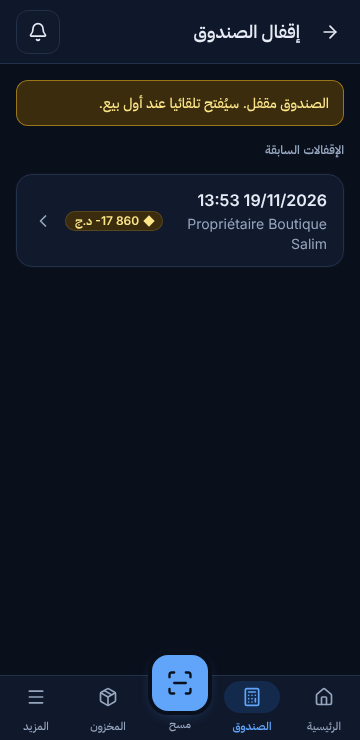 إقفال الصندوق
الصندوق مقفل. سيُفتح تلقائيا عند أول بيع.
الإقفالات السابقة
19/11/2026 13:53
Propriétaire Boutique
Salim
◆ -17 860 د.ج
الرئيسية
الصندوق
مسح
المخزون
المزيد